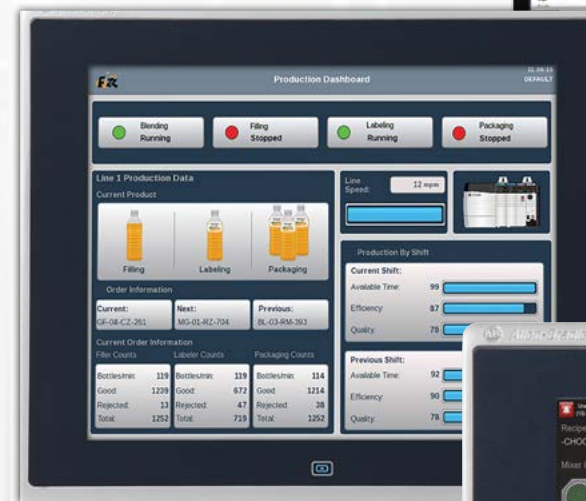 Fizz
Production Dashboard
DEFAULT
Blending
Running
Filling
Stopped
Labeling
Running
Packaging
Stopped
Line 1 Production Data
Current Product
Filling
Labeling
Packaging
Order Information
Current:
GF-08-CZ-261
Next:
MG-01-RZ-704
Previous:
BL-03-RM-393
Current Order Information
Filler Counts
Labeler Counts
Packaging Counts
Bottles/min: 119
Good: 1239
Rejected: 13
Total: 1252
Bottles/min: 119
Good: 672
Rejected: 47
Total: 719
Bottles/min: 114
Good: 1214
Rejected: 38
Total: 1252
Line
Speed:
12 mpm
Production By Shift
Current Shift:
Available Time: 99
Efficiency: 87
Quality: 78
Previous Shift:
Available Time: 92
Efficiency: 90
Quality: 78
Recipe
-CHOC
Mixer